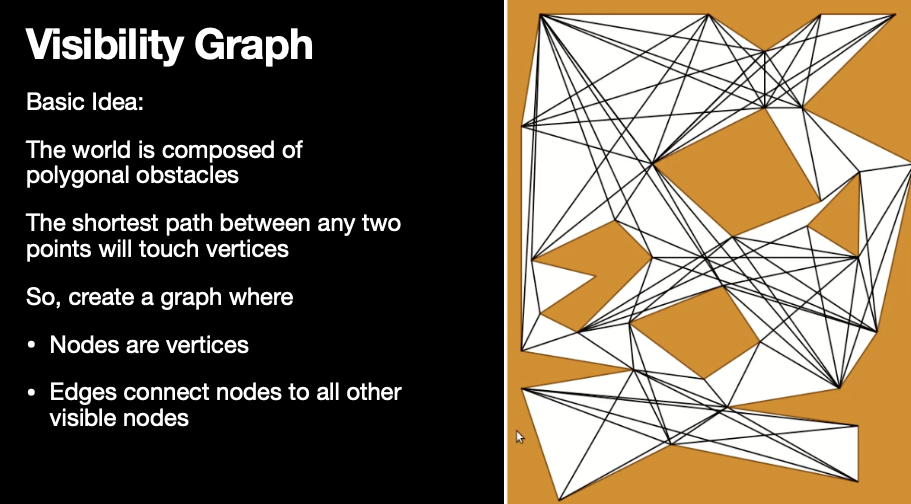 Visibility Graph
Basic Idea:
The world is composed of
polygonal obstacles
The shortest path between any two
points will touch vertices
So, create a graph where
• Nodes are vertices
• Edges connect nodes to all other
visible nodes